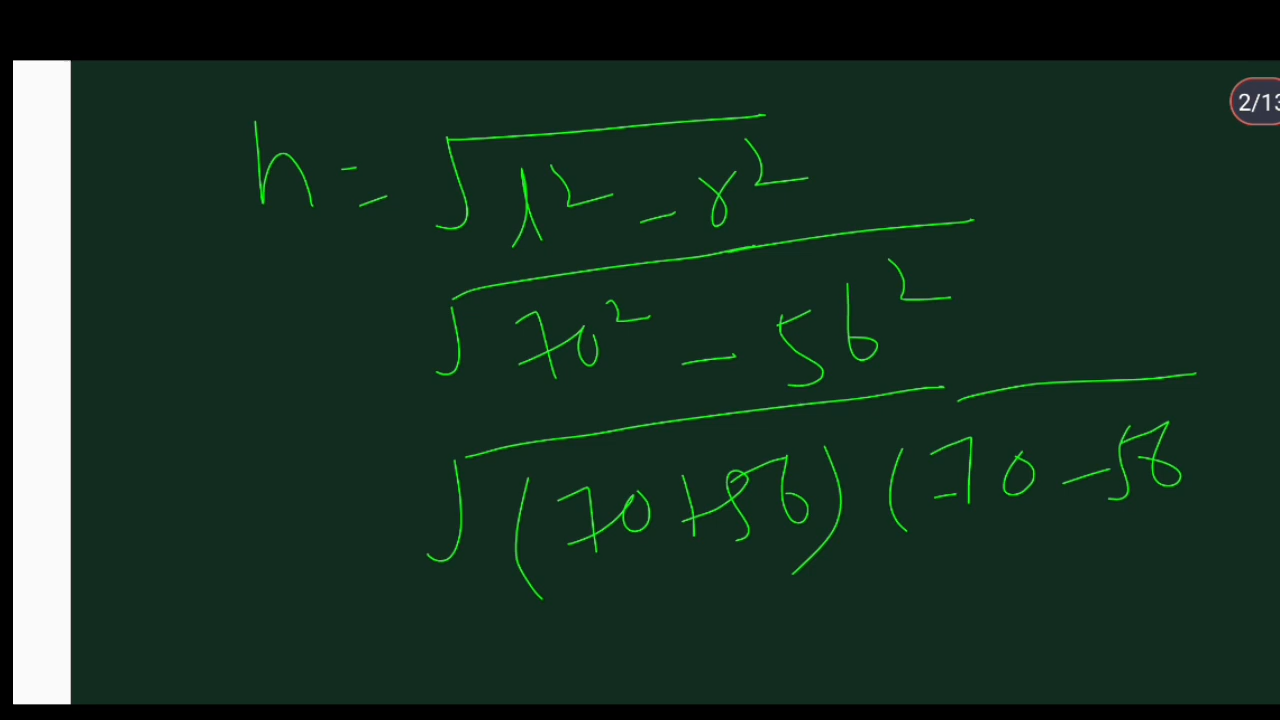 2/13
h = √l² - r²
√70² - 56²
√(70+56) (70-56